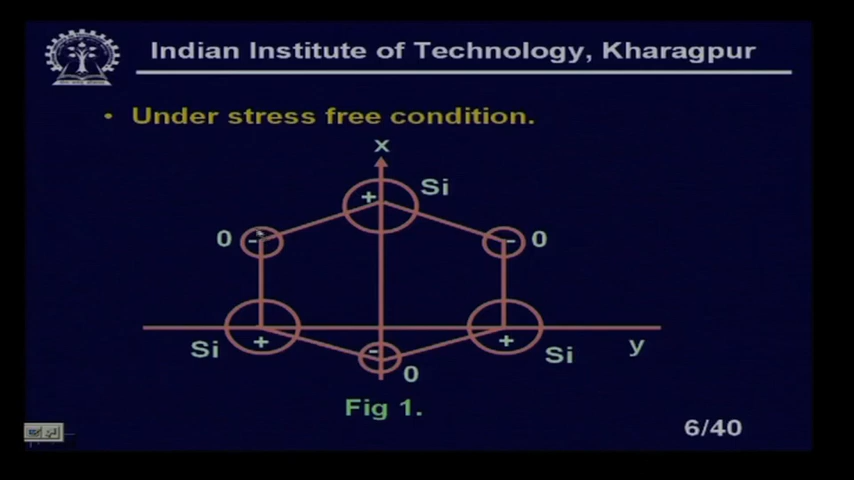 Indian Institute of Technology, Kharagpur
• Under stress free condition.
x
+ Si
0 - - 0
Si + + Si y
- 0
Fig 1.
6/40